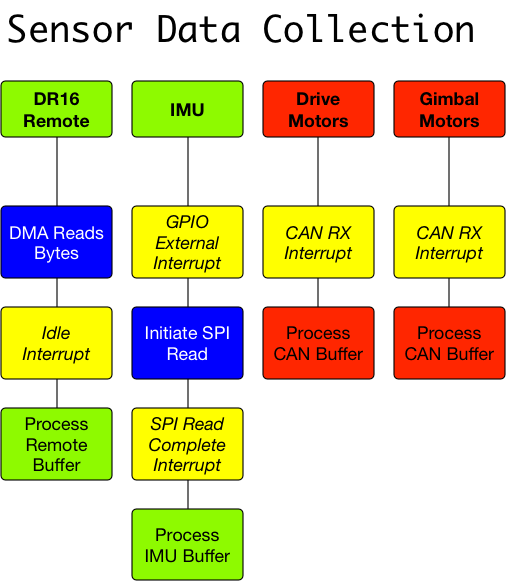 Sensor Data Collection
DR16
Remote
IMU
Drive
Motors
Gimbal
Motors
DMA Reads
Bytes
GPIO
External
Interrupt
CAN RX
Interrupt
CAN RX
Interrupt
Idle
Interrupt
Initiate SPI
Read
Process
CAN Buffer
Process
CAN Buffer
Process
Remote
Buffer
SPI Read
Complete
Interrupt
Process
IMU Buffer